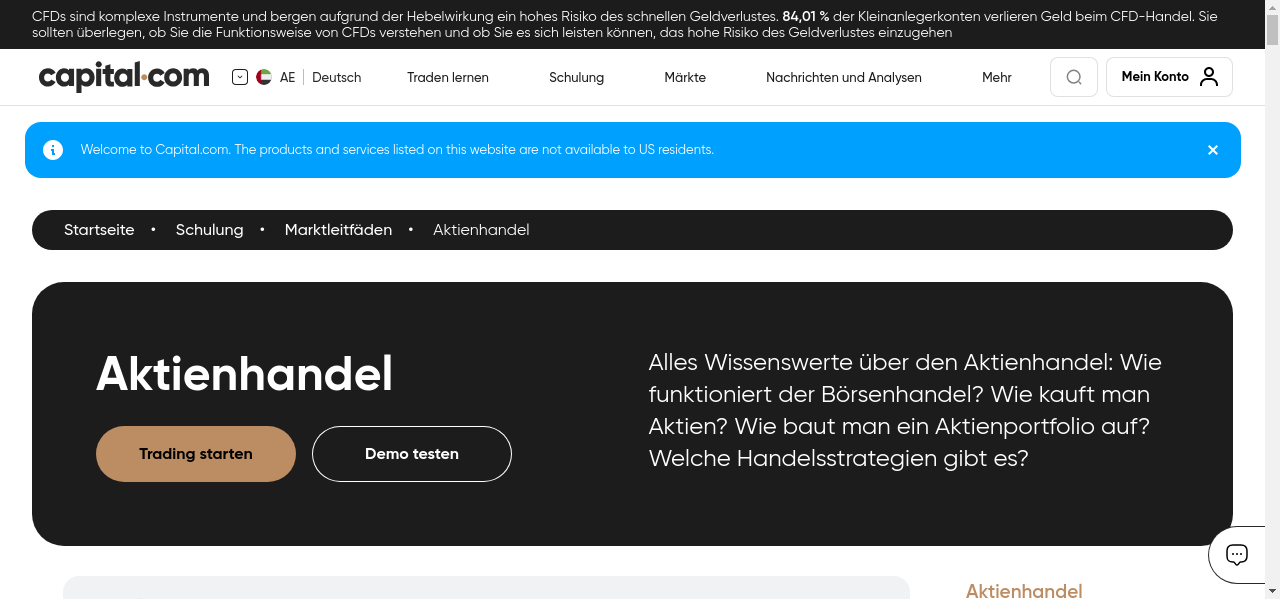 CFDs sind komplexe Instrumente und bergen aufgrund der Hebelwirkung ein hohes Risiko des schnellen Geldverlustes. 84,01 % der Kleinanlegerkonten verlieren Geld beim CFD-Handel. Sie
sollten überlegen, ob Sie die Funktionsweise von CFDs verstehen und ob Sie es sich leisten können, das hohe Risiko des Geldverlustes einzugehen
capital.com AE Deutsch Traden lernen Schulung Märkte Nachrichten und Analysen Mehr Mein Konto
Welcome to Capital.com. The products and services listed on this website are not available to US residents.
Startseite • Schulung • Marktleitfäden • Aktienhandel
Aktienhandel
Trading starten Demo testen
Alles Wissenswerte über den Aktienhandel: Wie
funktioniert der Börsenhandel? Wie kauft man
Aktien? Wie baut man ein Aktienportfolio auf?
Welche Handelsstrategien gibt es?
Aktienhandel